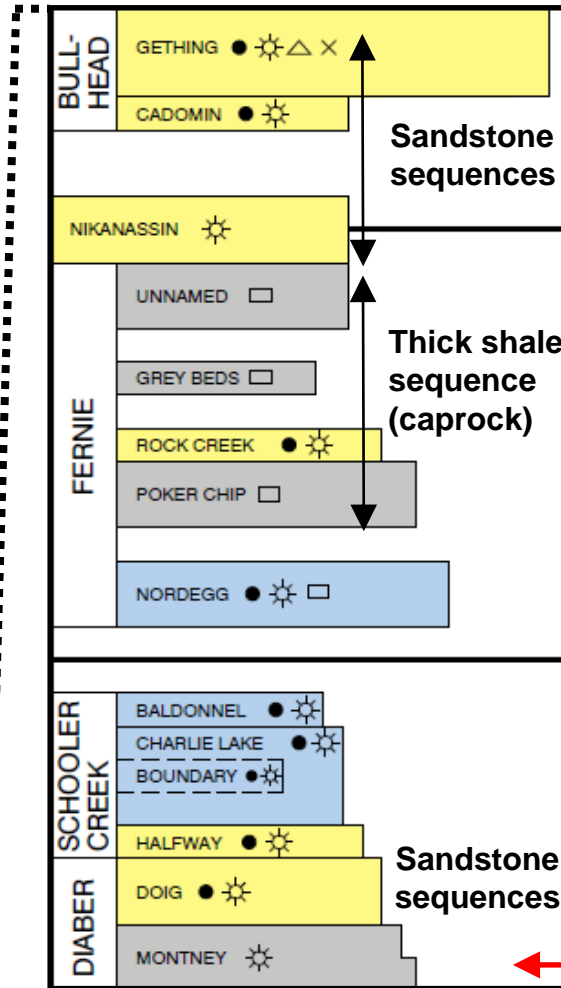 BULL-
HEAD
GETHING
CADOMIN
Sandstone
sequences
NIKANASSIN
FERNIE
UNNAMED
GREY BEDS
ROCK CREEK
POKER CHIP
NORDEGG
Thick shale
sequence
(caprock)
SCHOOLER
CREEK
BALDONNEL
CHARLIE LAKE
BOUNDARY
HALFWAY
DIABER
DOIG
MONTNEY
Sandstone
sequences